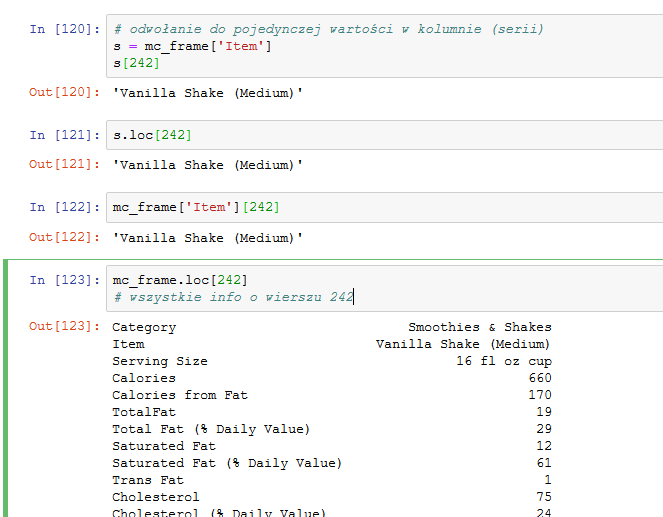 In [120]: # odwołanie do pojedynczej wartości w kolumnie (serii)
s = mc_frame['Item']
s[242]
Out[120]: 'Vanilla Shake (Medium)'
In [121]: s.loc[242]
Out[121]: 'Vanilla Shake (Medium)'
In [122]: mc_frame['Item'][242]
Out[122]: 'Vanilla Shake (Medium)'
In [123]: mc_frame.loc[242]
# wszystkie info o wierszu 242
Out[123]: Category Smoothies & Shakes
Item Vanilla Shake (Medium)
Serving Size 16 fl oz cup
Calories 660
Calories from Fat 170
TotalFat 19
Total Fat (% Daily Value) 29
Saturated Fat 12
Saturated Fat (% Daily Value) 61
Trans Fat 1
Cholesterol 75
Cholesterol (% Daily Value) 24